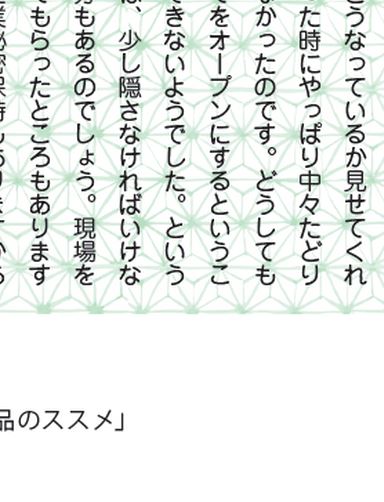 うなっているか見せてくれ
た時にやっぱり中々たどり
かったのです。どうしても
をオープンにするというこ
きないようでした。という
、少し隠さなければいけな
もあるのでしょう。現場を
もらったところもあります
品のススメ」